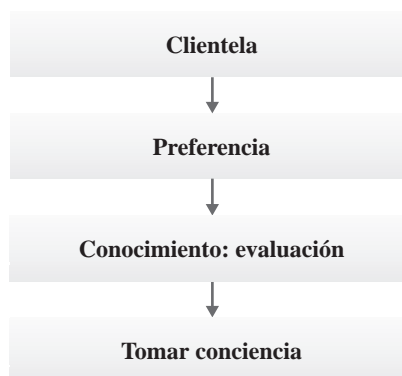 Clientela
Preferencia
Conocimiento: evaluación
Tomar conciencia